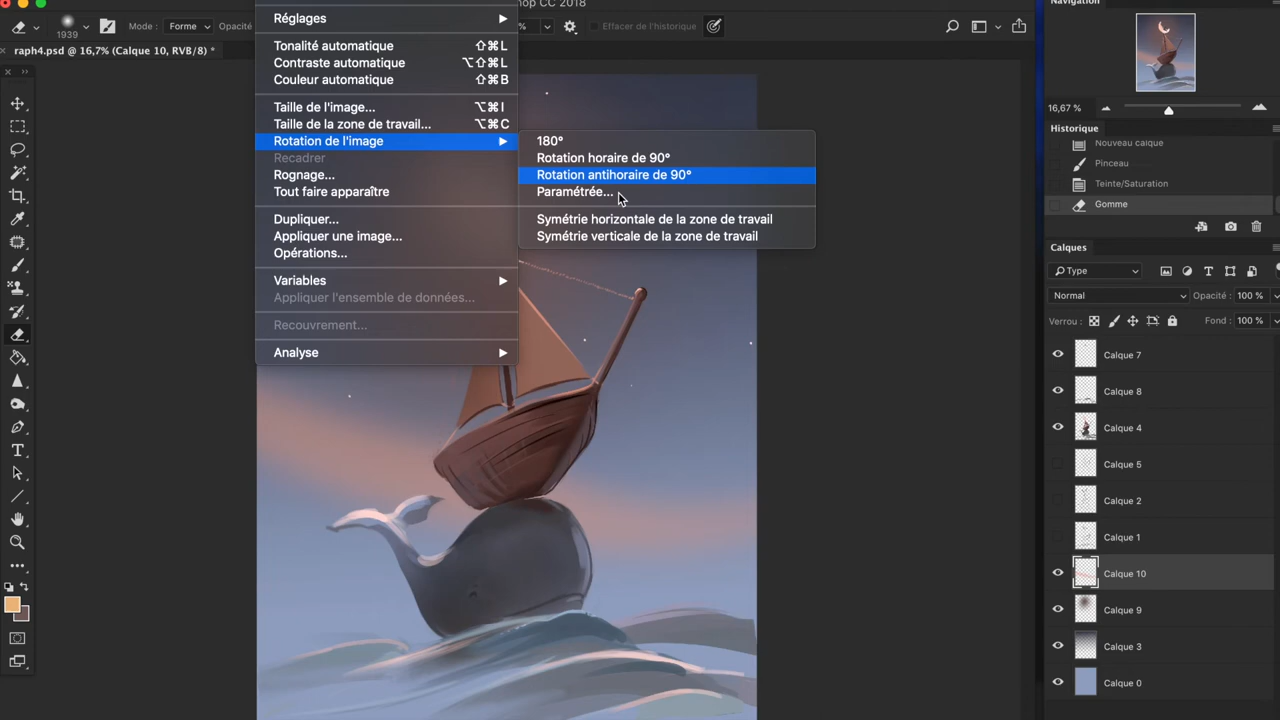 shop CC 2018
Navigation
1939
Mode :
Forme
Opacité
%
Effacer de l'historique
raph4.psd @ 16,7% (Calque 10, RVB/8) *
Réglages
Tonalité automatique ⇧⌘L
Contraste automatique ⌥⇧⌘L
Couleur automatique ⇧⌘B
Taille de l'image... ⌥⌘I
Taille de la zone de travail... ⌥⌘C
Rotation de l'image
Recadrer
Rognage...
Tout faire apparaître
Dupliquer...
Appliquer une image...
Opérations...
Variables
Appliquer l'ensemble de données...
Recouvrement...
Analyse
180°
Rotation horaire de 90°
Rotation antihoraire de 90°
Paramétrée...
Symétrie horizontale de la zone de travail
Symétrie verticale de la zone de travail
16,67 %
Historique
Nouveau calque
Pinceau
Teinte/Saturation
Gomme
Calques
Type
Normal
Opacité : 100 %
Verrou :
Fond : 100 %
Calque 7
Calque 8
Calque 4
Calque 5
Calque 2
Calque 1
Calque 10
Calque 9
Calque 3
Calque 0